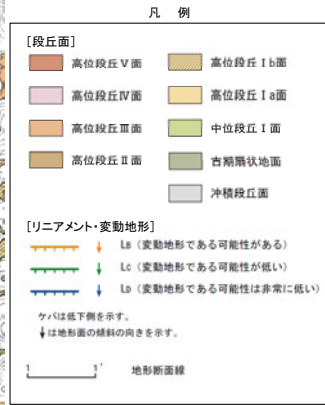 凡 例
[段丘面]
高位段丘Ⅴ面
高位段丘Ⅳ面
高位段丘Ⅲ面
高位段丘Ⅱ面
高位段丘Ⅰb面
高位段丘Ⅰa面
中位段丘Ⅰ面
古期扇状地面
沖積段丘面
[リニアメント・変動地形]
LB (変動地形である可能性がある)
LC (変動地形である可能性が低い)
LD (変動地形である可能性は非常に低い)
ケバは低下側を示す。
↓は地形面の傾斜の向きを示す。
1 1'
地形断面線